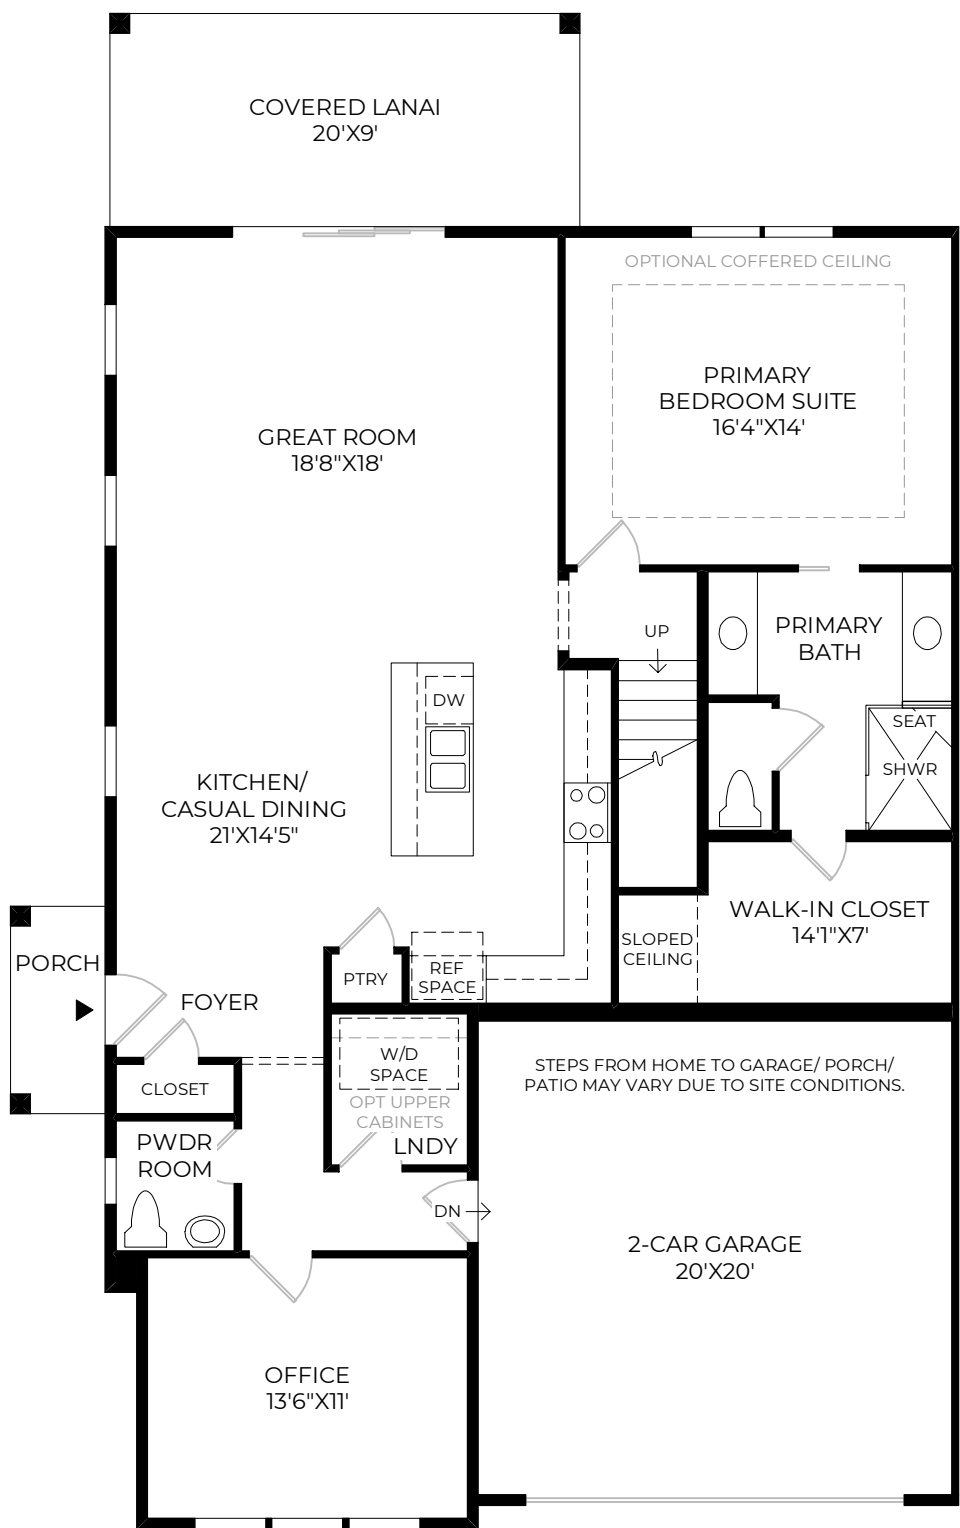 COVERED LANAI
20'X9'
OPTIONAL COFFERED CEILING
PRIMARY
BEDROOM SUITE
16'4"X14'
GREAT ROOM
18'8"X18'
UP
PRIMARY
BATH
DW
SEAT
SHWR
KITCHEN/
CASUAL DINING
21'X14'5"
WALK-IN CLOSET
14'1"X7'
SLOPED
CEILING
PORCH
PTRY
REF
SPACE
FOYER
W/D
SPACE
STEPS FROM HOME TO GARAGE/ PORCH/
PATIO MAY VARY DUE TO SITE CONDITIONS.
CLOSET
OPT UPPER
CABINETS
LNDY
PWDR
ROOM
DN
2-CAR GARAGE
20'X20'
OFFICE
13'6"X11'